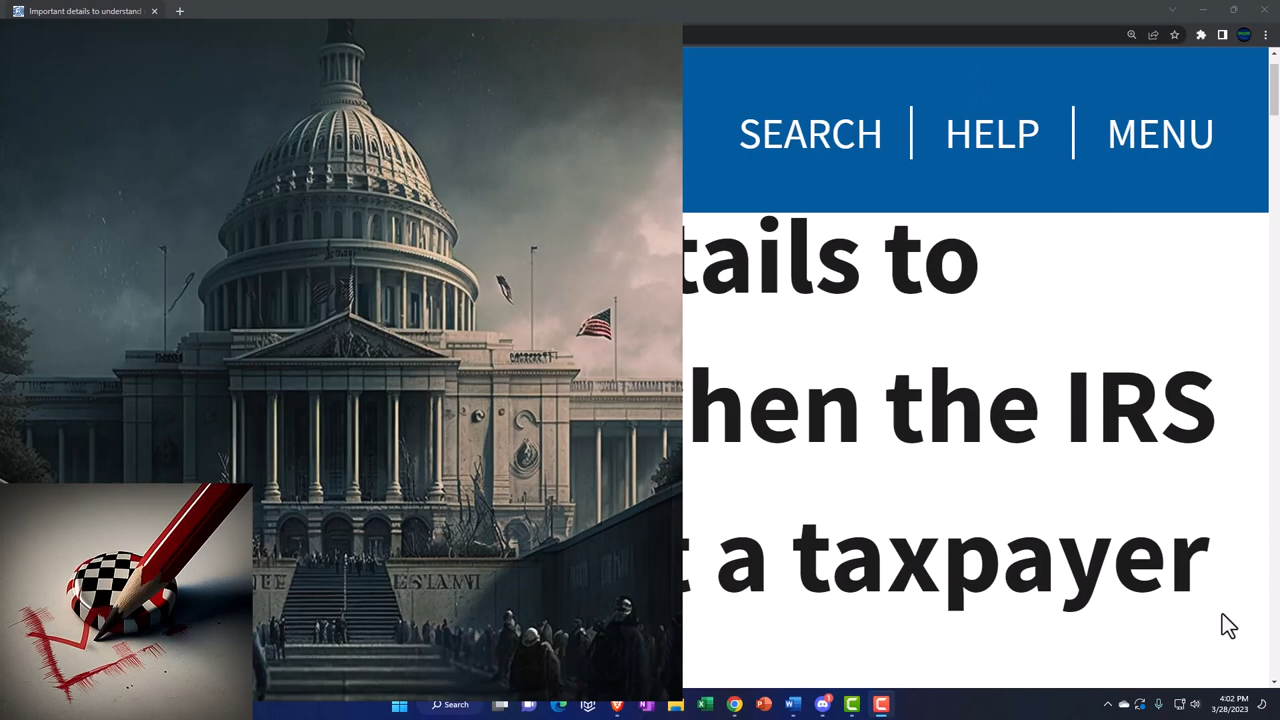 Important details to understand
SEARCH
HELP
MENU
tails to
hen the IRS
t a taxpayer
Search
4:02 PM
3/28/2023